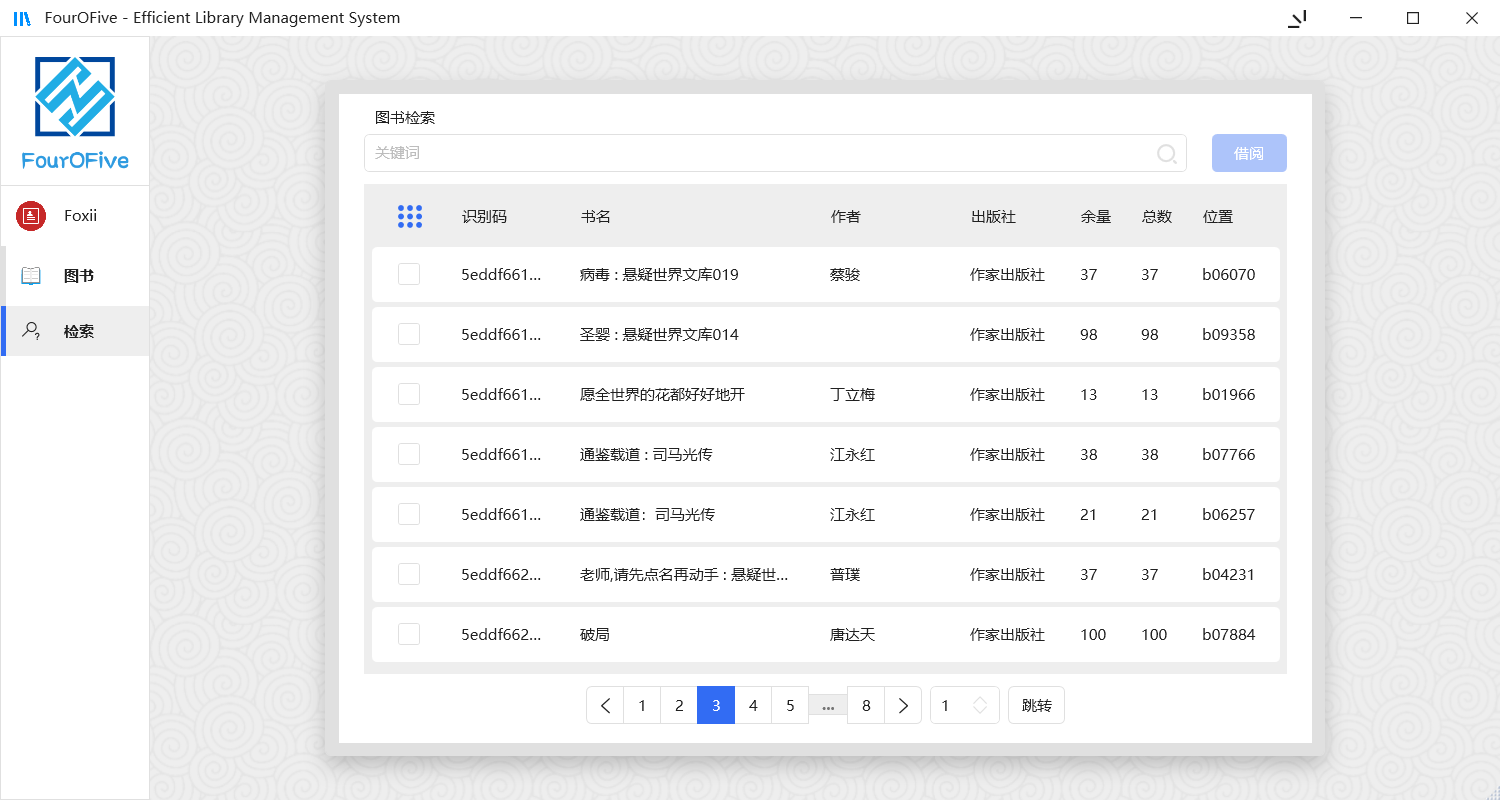 FourOFive - Efficient Library Management System
FourOFive
Foxii
图书
检索
图书检索
关键词
借阅
识别码 书名 作者 出版社 余量 总数 位置
5eddf661... 病毒 : 悬疑世界文库019 蔡骏 作家出版社 37 37 b06070
5eddf661... 圣婴 : 悬疑世界文库014 作家出版社 98 98 b09358
5eddf661... 愿全世界的花都好好地开 丁立梅 作家出版社 13 13 b01966
5eddf661... 通鉴载道 : 司马光传 江永红 作家出版社 38 38 b07766
5eddf661... 通鉴载道：司马光传 江永红 作家出版社 21 21 b06257
5eddf662... 老师,请先点名再动手 : 悬疑世... 普璞 作家出版社 37 37 b04231
5eddf662... 破局 唐达天 作家出版社 100 100 b07884
1 2 3 4 5 ... 8 1 跳转